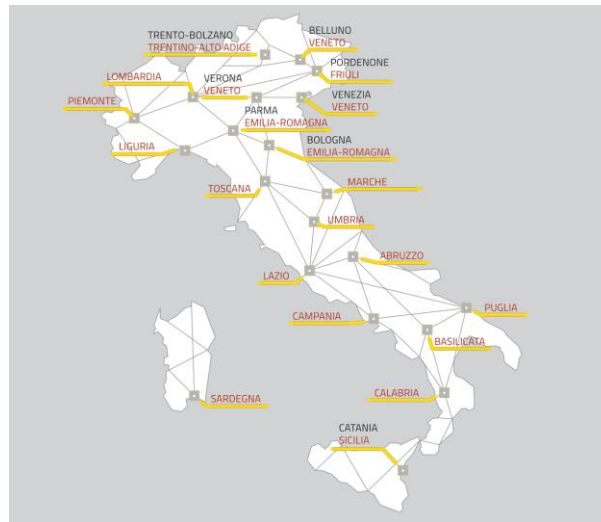 TRENTO-BOLZANO
TRENTINO-ALTO ADIGE
BELLUNO
VENETO
PORDENONE
FRIULI
LOMBARDIA
VERONA
VENETO
VENEZIA
VENETO
PIEMONTE
PARMA
EMILIA-ROMAGNA
BOLOGNA
EMILIA-ROMAGNA
LIGURIA
TOSCANA
MARCHE
UMBRIA
ABRUZZO
LAZIO
CAMPANIA
PUGLIA
BASILICATA
SARDEGNA
CALABRIA
CATANIA
SICILIA